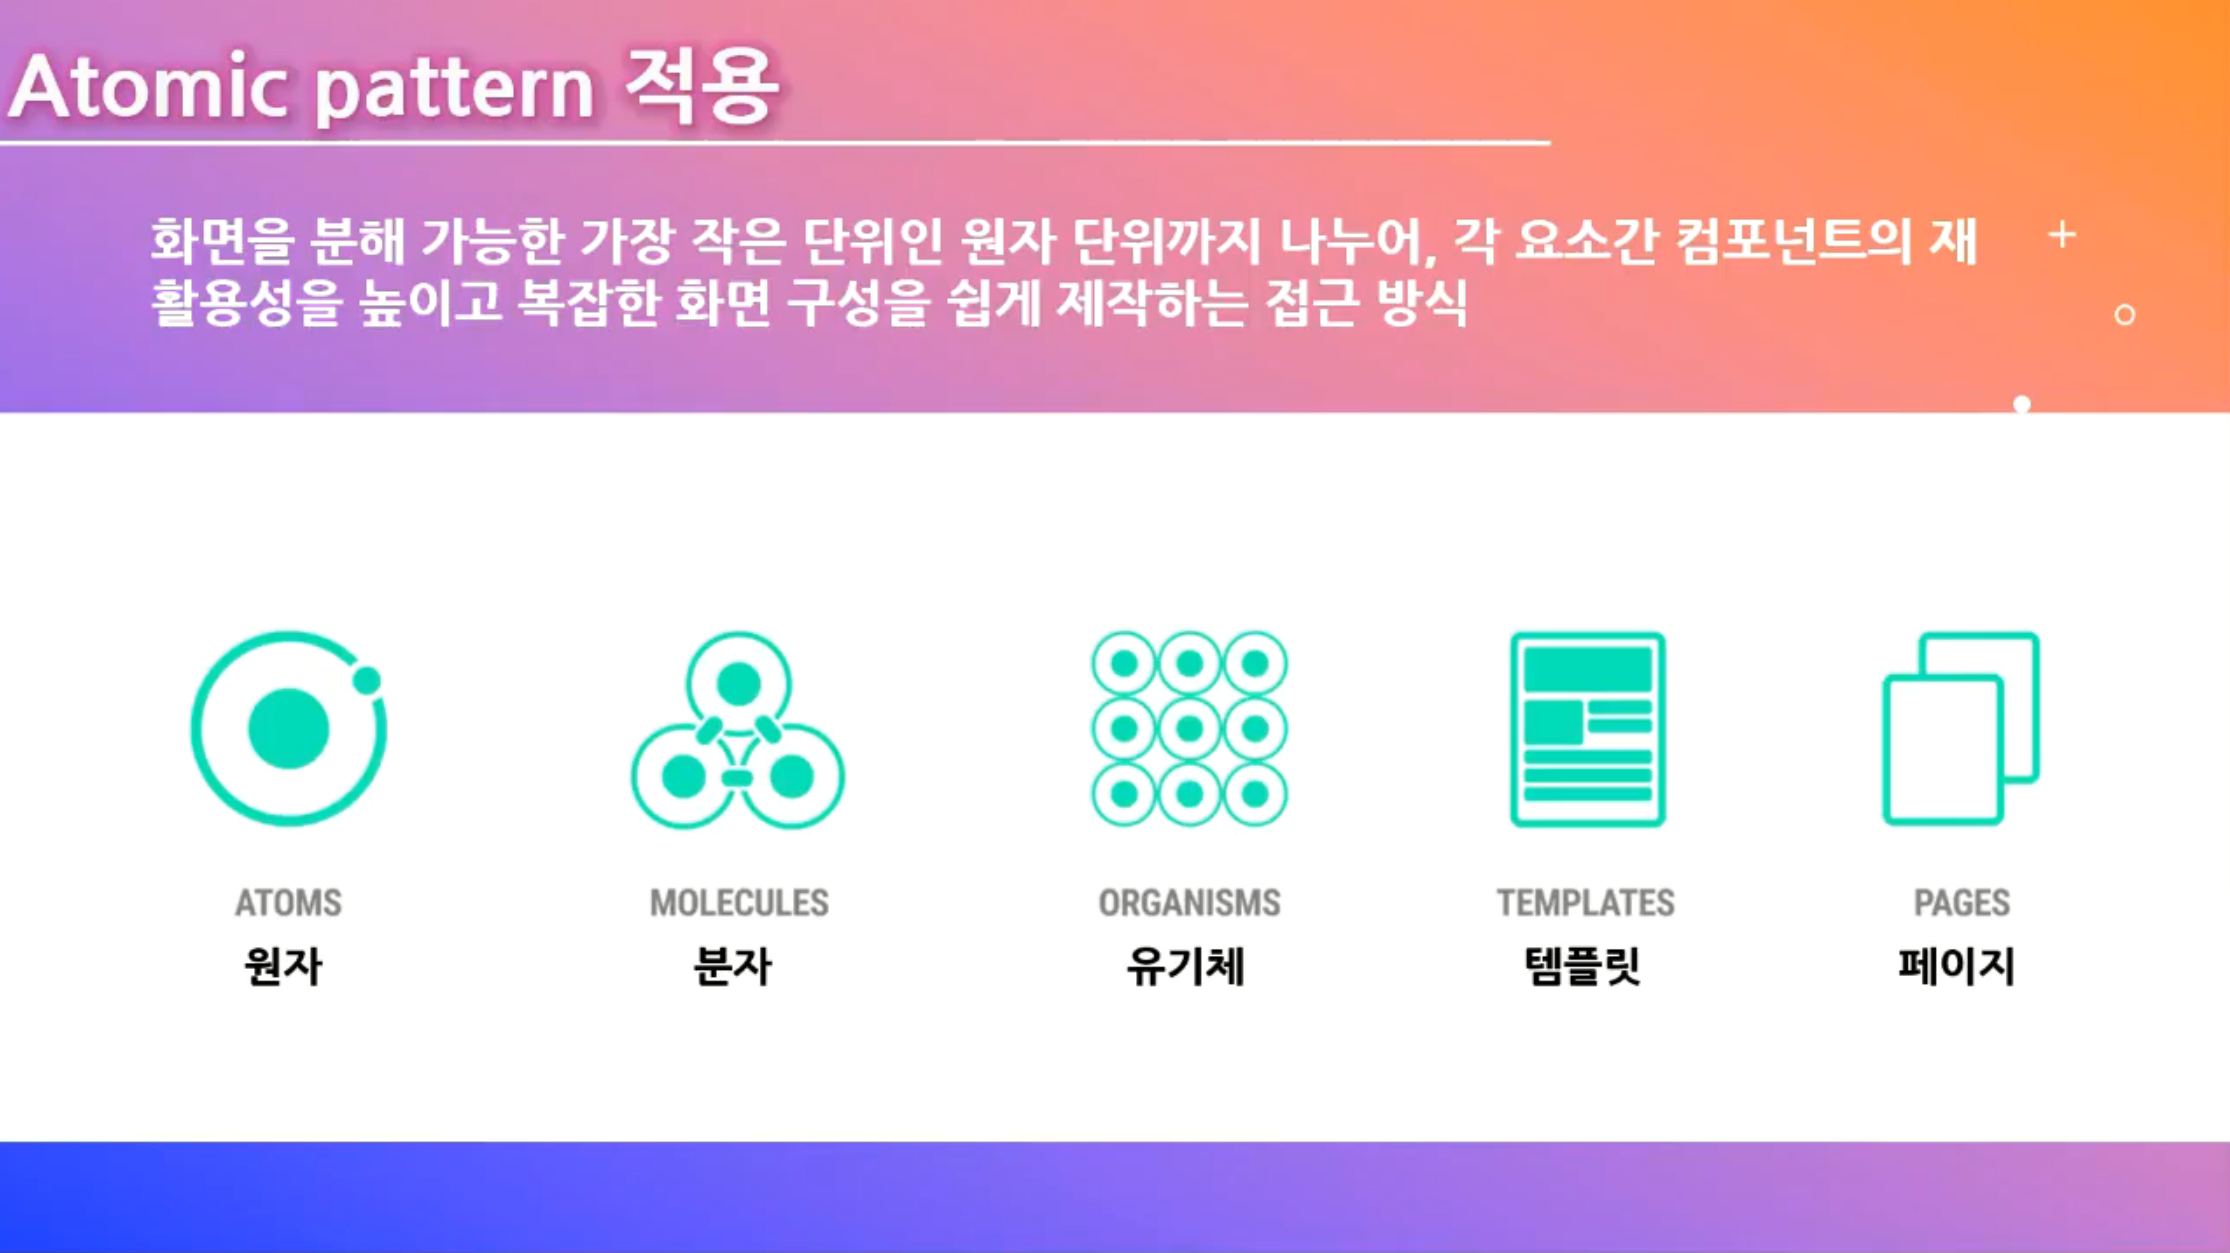 Atomic pattern 적용
화면을 분해 가능한 가장 작은 단위인 원자 단위까지 나누어, 각 요소간 컴포넌트의 재
활용성을 높이고 복잡한 화면 구성을 쉽게 제작하는 접근 방식
ATOMS
원자
MOLECULES
분자
ORGANISMS
유기체
TEMPLATES
템플릿
PAGES
페이지